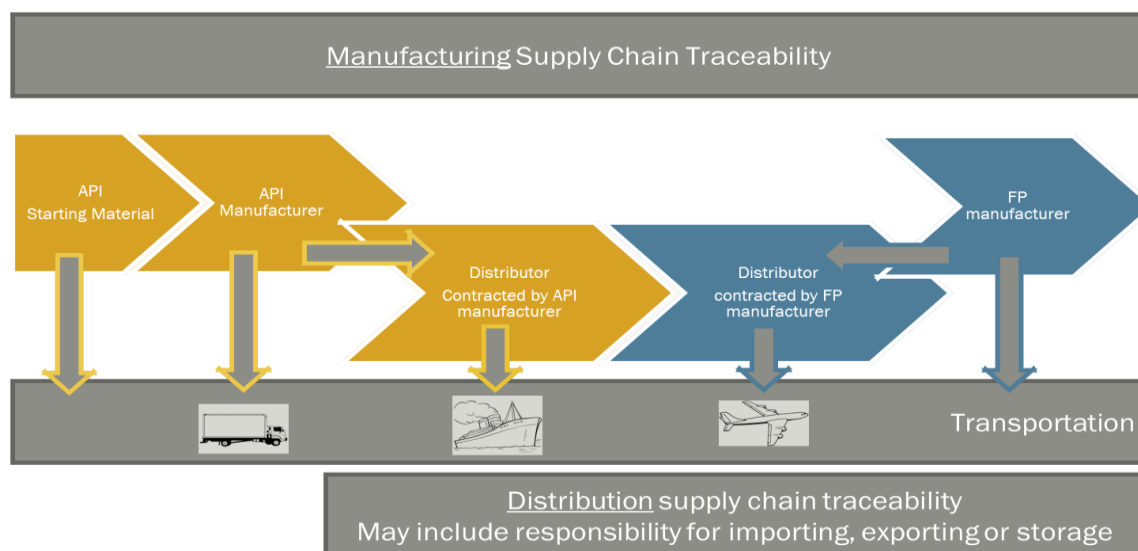 Manufacturing Supply Chain Traceability
API
Starting Material
API
Manufacturer
FP
manufacturer
Distributor
Contracted by API
manufacturer
Distributor
contracted by FP
manufacturer
Transportation
Distribution supply chain traceability
May include responsibility for importing, exporting or storage